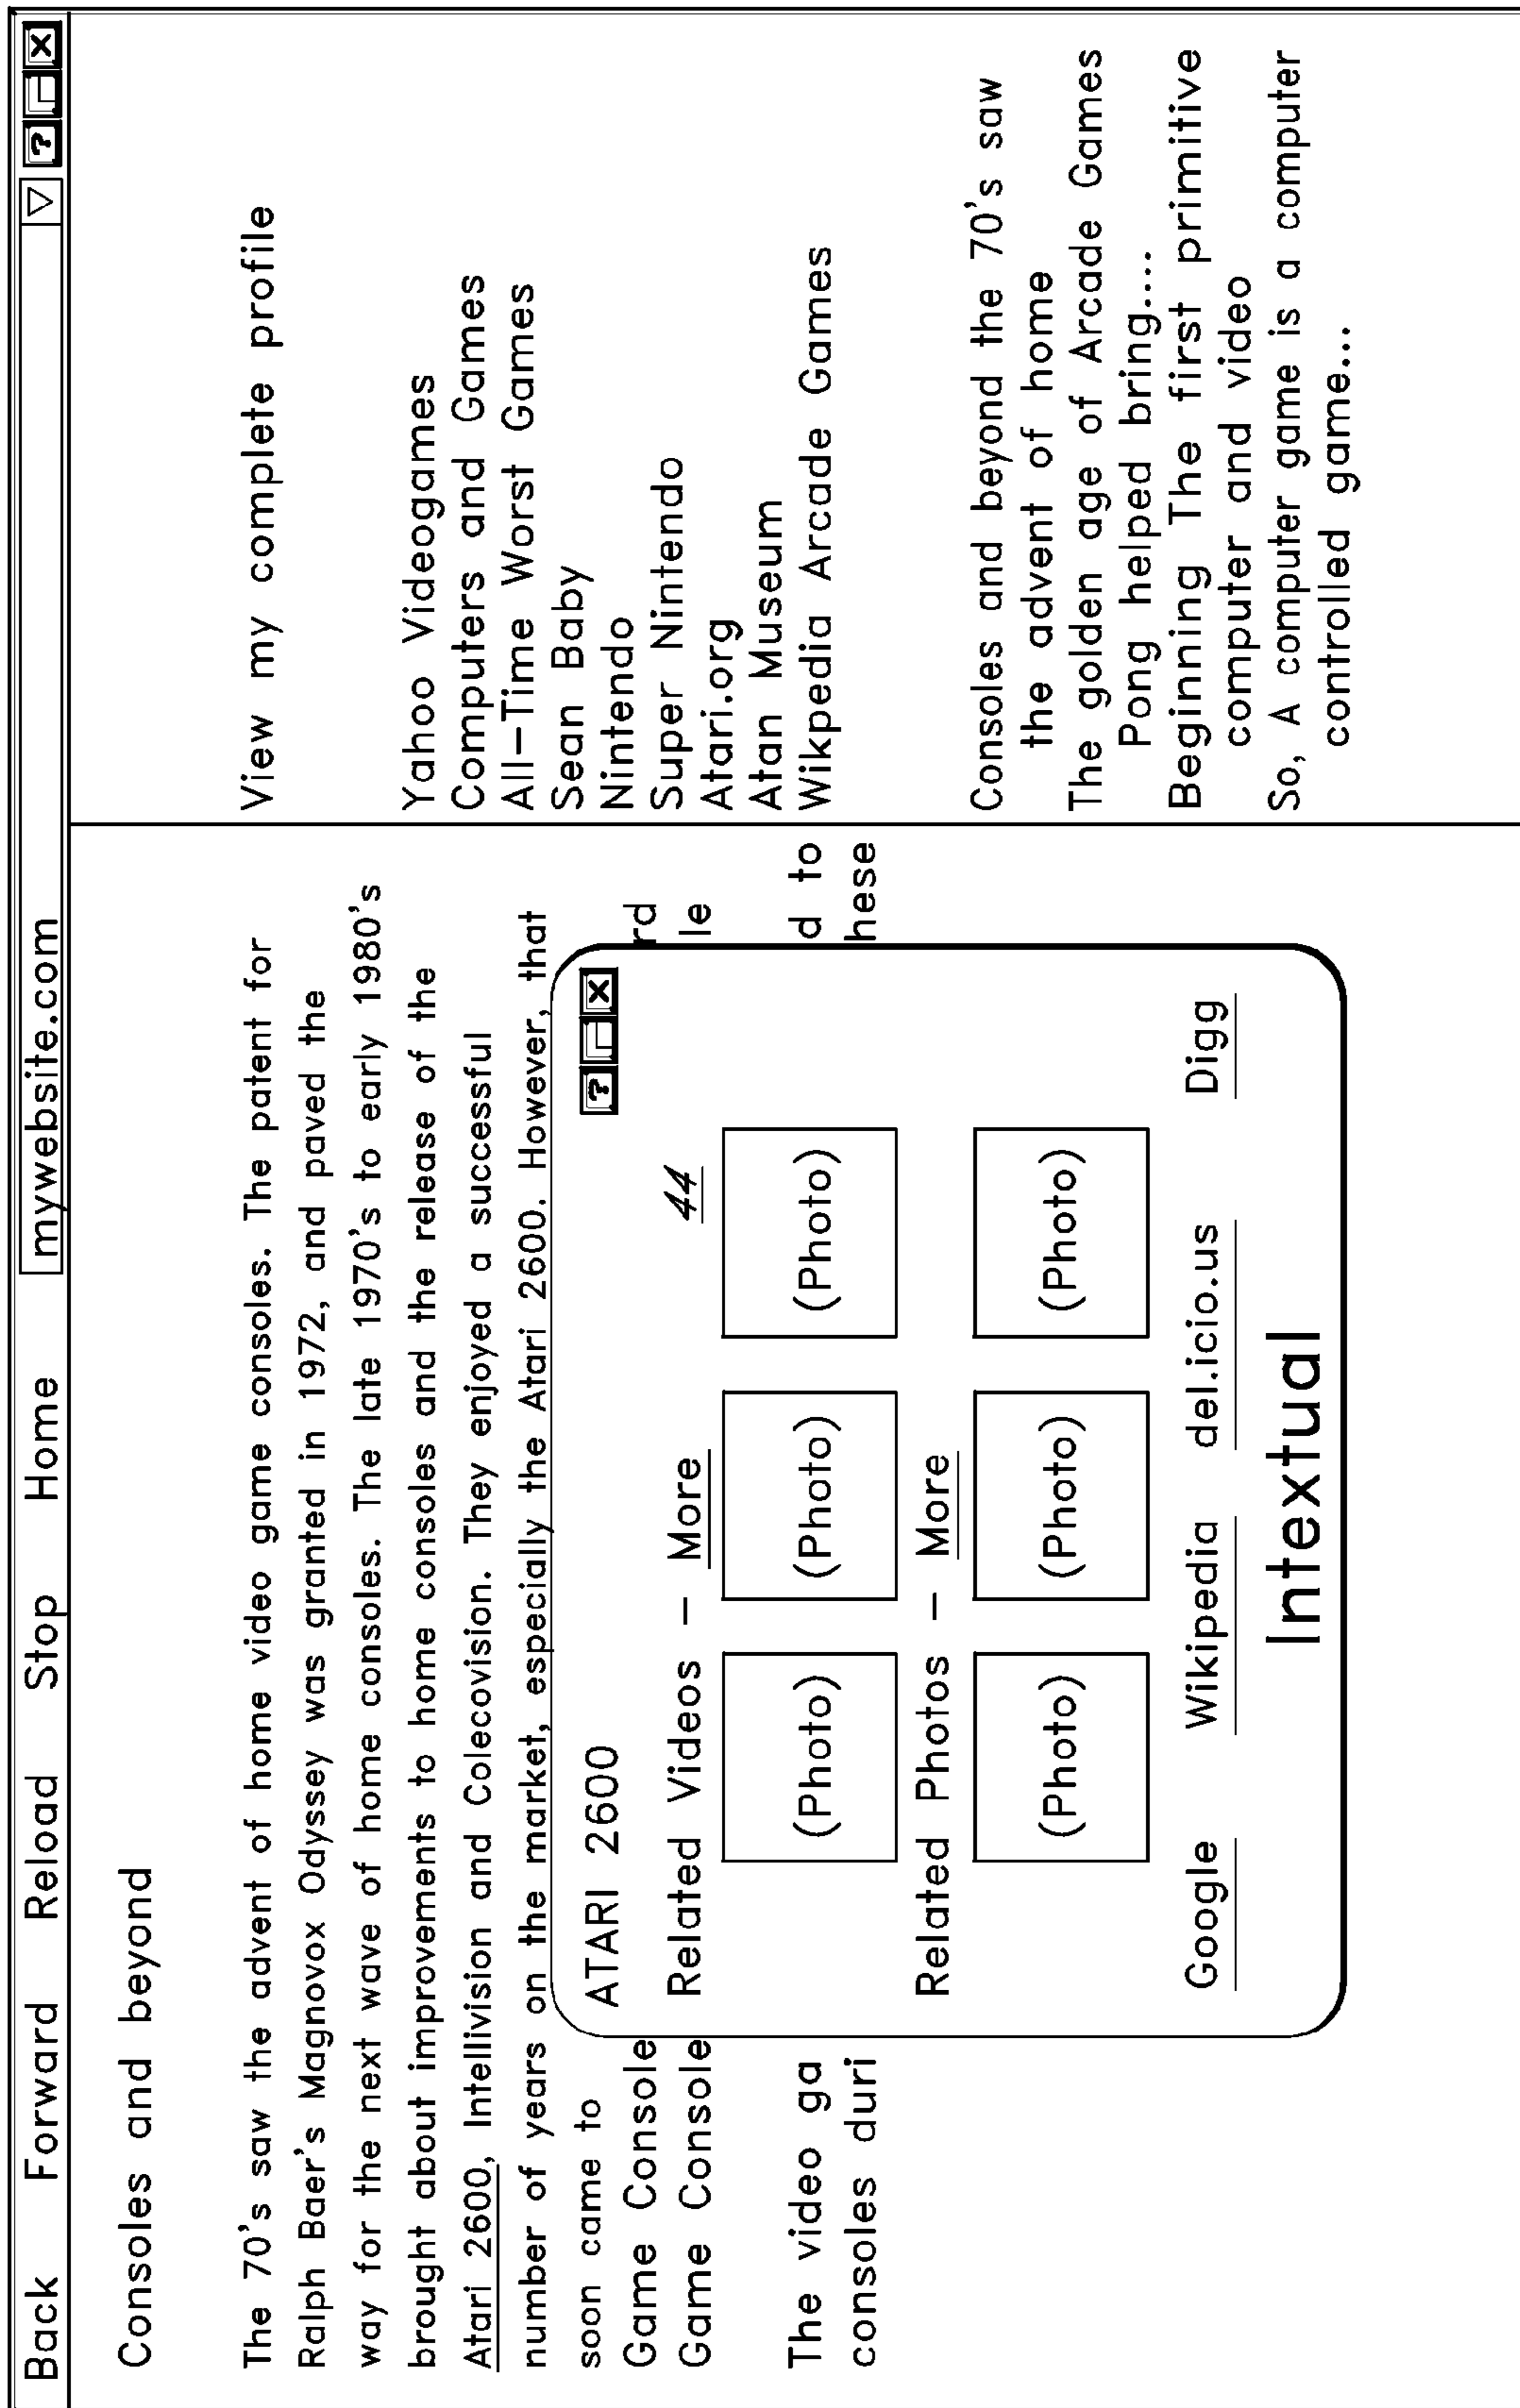 Back Forward Reload Stop Home mywebsite.com ?
Consoles and beyond
The 70's saw the advent of home video game consoles. The patent for
Ralph Baer's Magnovox Odyssey was granted in 1972, and paved the
way for the next wave of home consoles. The late 1970's to early 1980's
brought about improvements to home consoles and the release of the
Atari 2600, Intellivision and Colecovision. They enjoyed a successful
number of years on the market, especially the Atari 2600. However, that
soon came to
Game Console rd
Game Console le
The video ga d to
consoles duri hese
ATARI 2600 ? X
Related Videos – More 44
(Photo) (Photo) (Photo)
Related Photos – More
(Photo) (Photo) (Photo)
Google Wikipedia del.icio.us Digg
Intextual
View my complete profile
Yahoo Videogames
Computers and Games
All–Time Worst Games
Sean Baby
Nintendo
Super Nintendo
Atari.org
Atan Museum
Wikpedia Arcade Games
Consoles and beyond the 70's saw
the advent of home
The golden age of Arcade Games
Pong helped bring....
Beginning The first primitive
computer and video
So, A computer game is a computer
controlled game...